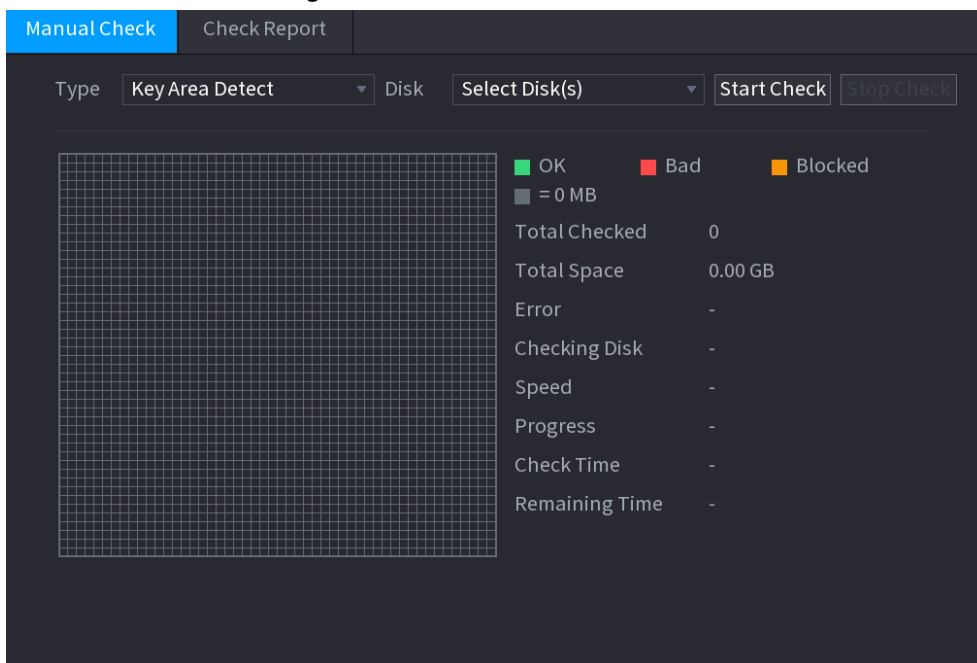 Manual Check Check Report
Type Key Area Detect Disk Select Disk(s) Start Check Stop Check
OK Bad Blocked
= 0 MB
Total Checked 0
Total Space 0.00 GB
Error -
Checking Disk -
Speed -
Progress -
Check Time -
Remaining Time -